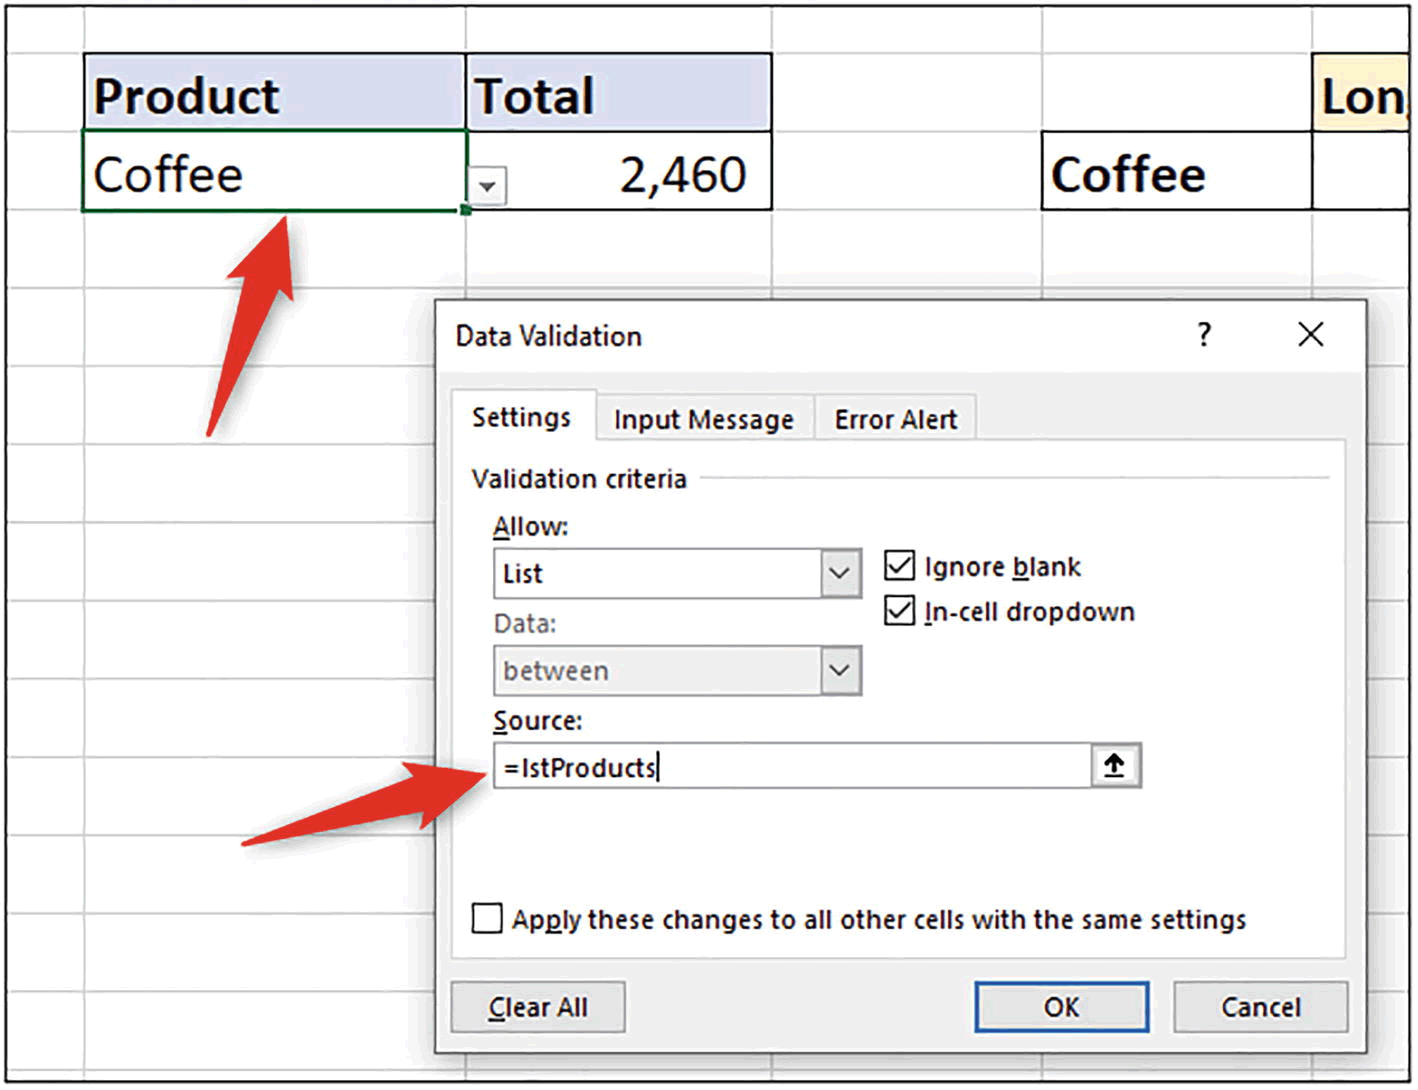 Product Total Lon
Coffee 2,460 Coffee
Data Validation ?
Settings Input Message Error Alert
Validation criteria
Allow:
List
Ignore blank
Data:
In-cell dropdown
between
Source:
=lstProducts
Apply these changes to all other cells with the same settings
Clear All OK Cancel